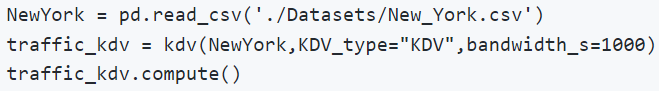 NewYork = pd.read_csv('./Datasets/New_York.csv')
traffic_kdv = kdv(NewYork,KDV_type="KDV",bandwidth_s=1000)
traffic_kdv.compute()